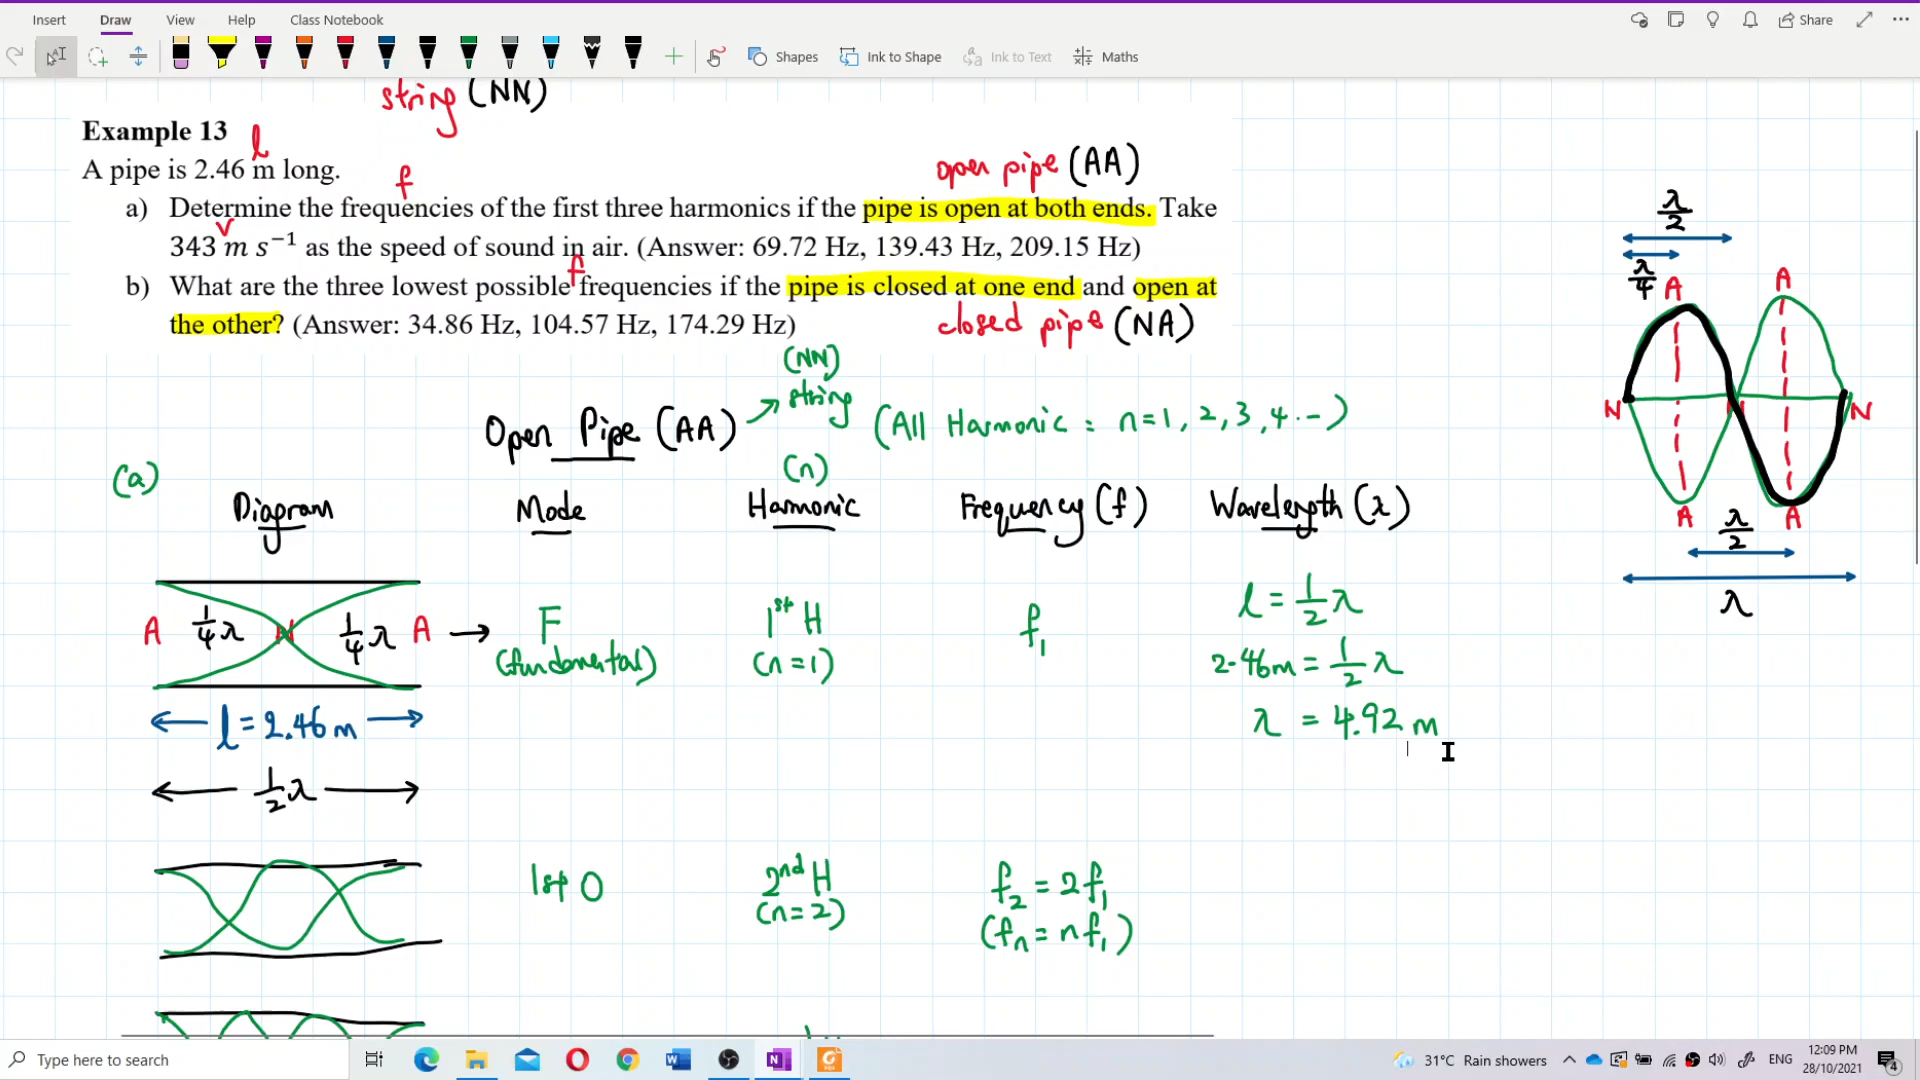 Insert Draw View Help Class Notebook
Share
Shapes Ink to Shape Ink to Text Maths
string (NN)
Example 13
l
A pipe is 2.46 m long.
f
open pipe (AA)
a) Determine the frequencies of the first three harmonics if the pipe is open at both ends. Take
v
343 m s⁻¹ as the speed of sound in air. (Answer: 69.72 Hz, 139.43 Hz, 209.15 Hz)
f
b) What are the three lowest possible frequencies if the pipe is closed at one end and open at
the other? (Answer: 34.86 Hz, 104.57 Hz, 174.29 Hz)
closed pipe (NA)
(NN)
string
Open Pipe (AA)
(All Harmonic : n=1, 2, 3, 4 . -)
(a)
(n)
Diagram Mode Harmonic Frequency (f) Wavelength (λ)
A 1/4 λ N 1/4 λ A
F
(fundamental)
1st H
(n=1)
f₁
l = 1/2 λ
2.46m = 1/2 λ
λ = 4.92 m
l = 2.46 m
1/2 λ
1st O
2nd H
(n=2)
f₂ = 2f₁
(fn = nf₁)
λ/2
λ/4
A A
N N N
A A
λ/2
λ
Type here to search
31°C Rain showers
ENG
12:09 PM
28/10/2021
4